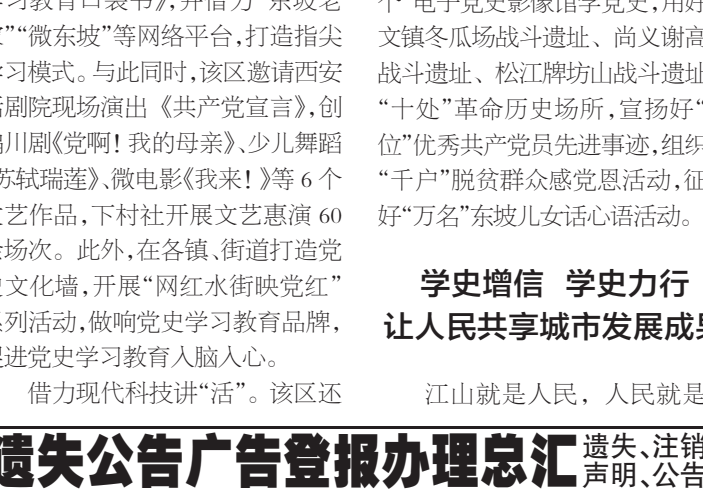 习教育口袋书》,并借力“东坡老
”“微东坡”等网络平台,打造指尖
学习模式。与此同时,该区邀请西安
话剧院现场演出《共产党宣言》,创
编川剧《党啊!我的母亲》、少儿舞蹈
苏轼瑞莲》、微电影《我来!》等6个
文艺作品,下村社开展文艺惠演60
余场次。此外,在各镇、街道打造党
史文化墙,开展“网红水街映党红”
系列活动,做响党史学习教育品牌,
促进党史学习教育入脑入心。
借力现代科技讲“活”。该区还
个“电子党史影像馆学党史,用好
文镇冬瓜场战斗遗址、尚义谢高
战斗遗址、松江牌坊山战斗遗址
“十处”革命历史场所,宣扬好“
位”优秀共产党员先进事迹,组织
“千户”脱贫群众感党恩活动,征
好“万名”东坡儿女话心语活动。
学史增信 学史力行
让人民共享城市发展成果
江山就是人民,人民就是
遗失公告广告登报办理总汇
遗失、注销
声明、公告